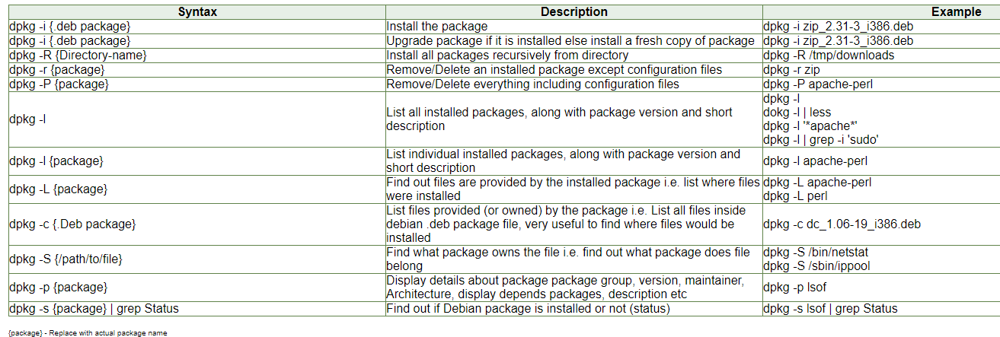 Syntax Description Example
dpkg -i {.deb package} Install the package dpkg -i zip_2.31-3_i386.deb
dpkg -i {.deb package} Upgrade package if it is installed else install a fresh copy of package dpkg -i zip_2.31-3_i386.deb
dpkg -R {Directory-name} Install all packages recursively from directory dpkg -R /tmp/downloads
dpkg -r {package} Remove/Delete an installed package except configuration files dpkg -r zip
dpkg -P {package} Remove/Delete everything including configuration files dpkg -P apache-perl
dpkg -l
List all installed packages, along with package version and short
description
dpkg -l
dokg -l | less
dpkg -l '*apache*'
dpkg -l | grep -i 'sudo'
dpkg -l {package}
List individual installed packages, along with package version and
short description
dpkg -l apache-perl
dpkg -L {package}
Find out files are provided by the installed package i.e. list where files
were installed
dpkg -L apache-perl
dpkg -L perl
dpkg -c {.Deb package}
List files provided (or owned) by the package i.e. List all files inside
debian .deb package file, very useful to find where files would be
installed
dpkg -c dc_1.06-19_i386.deb
dpkg -S {/path/to/file}
Find what package owns the file i.e. find out what package does file
belong
dpkg -S /bin/netstat
dpkg -S /sbin/ippool
dpkg -p {package}
Display details about package package group, version, maintainer,
Architecture, display depends packages, description etc
dpkg -p lsof
dpkg -s {package} | grep Status Find out if Debian package is installed or not (status) dpkg -s lsof | grep Status
{package} - Replace with actual package name